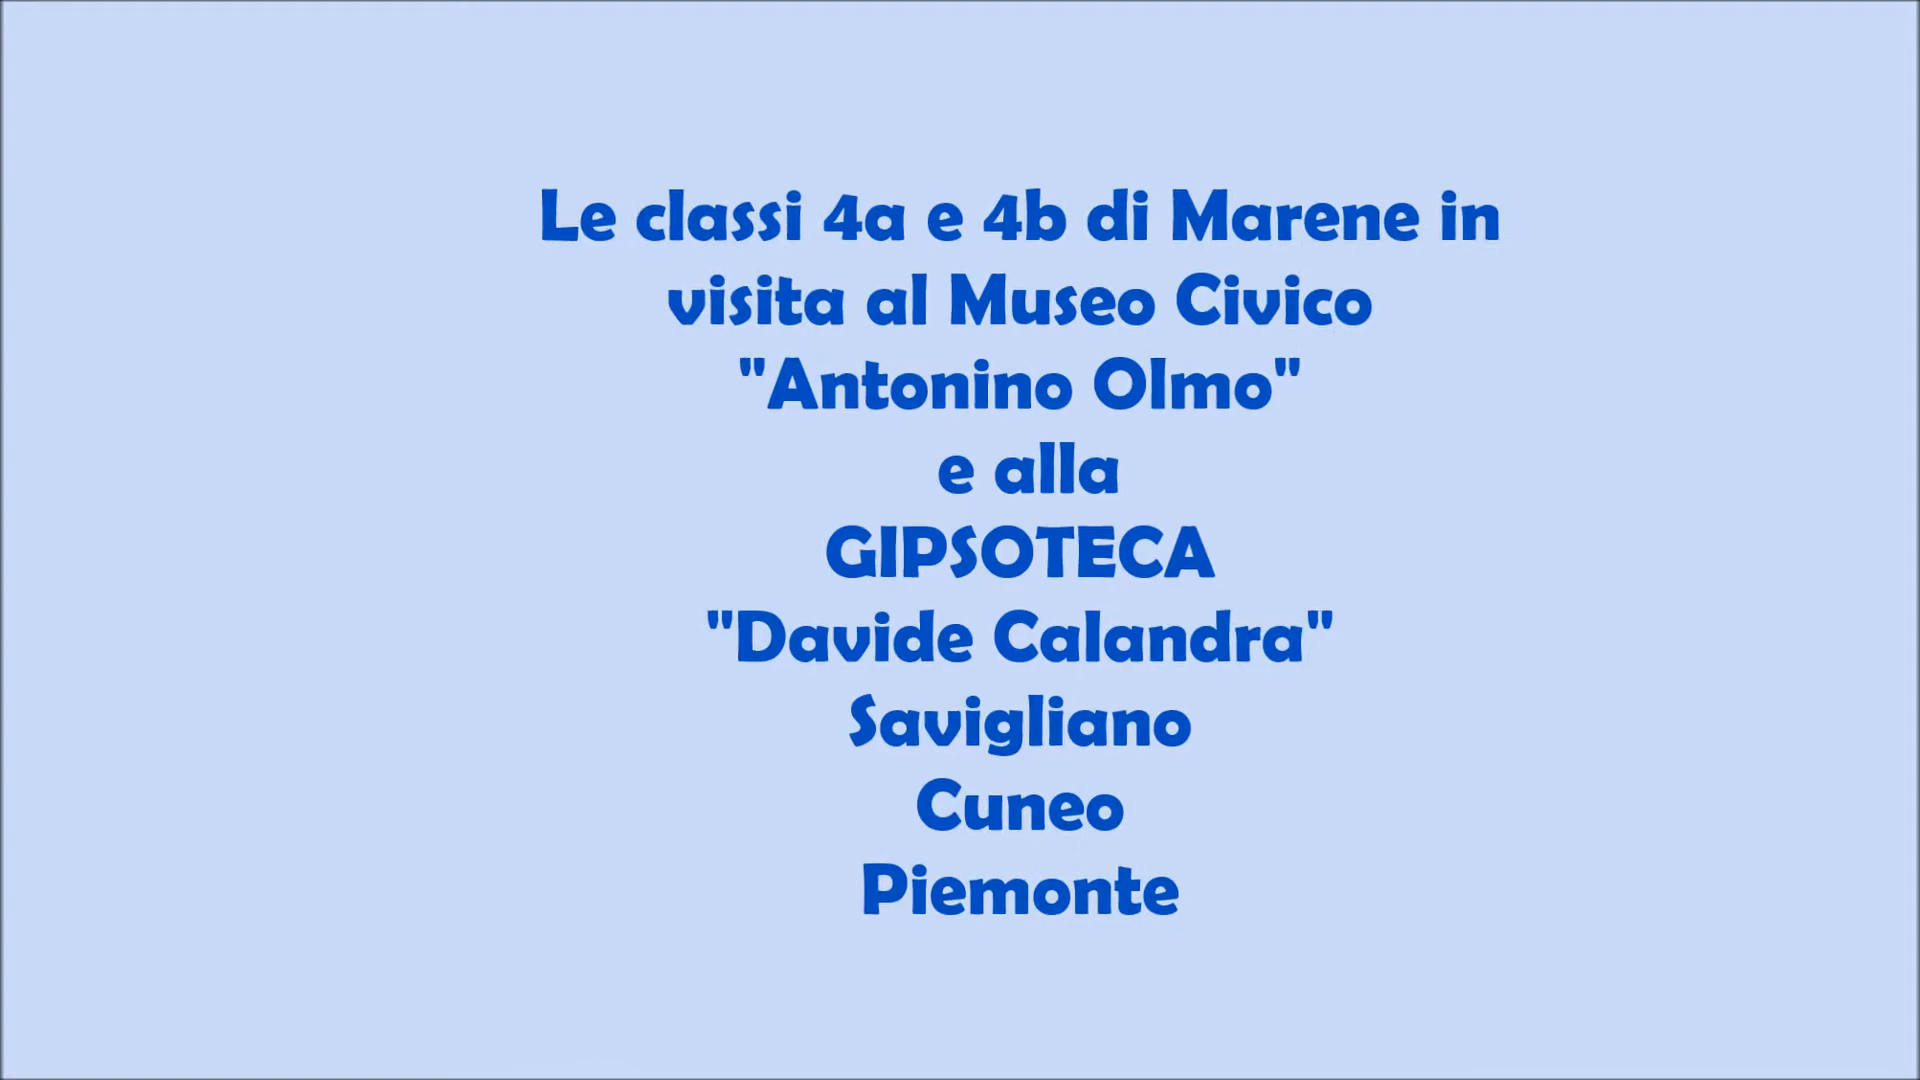 Le classi 4a e 4b di Marene in
visita al Museo Civico
"Antonino Olmo"
e alla
GIPSOTECA
"Davide Calandra"
Savigliano
Cuneo
Piemonte